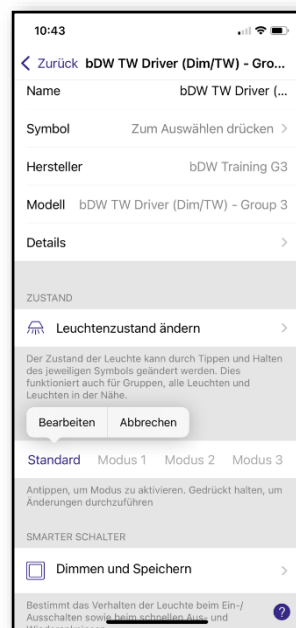 10:43
Zurück bDW TW Driver (Dim/TW) - Gro...
Name bDW TW Driver (...
Symbol Zum Auswählen drücken
Hersteller bDW Training G3
Modell bDW TW Driver (Dim/TW) - Group 3
Details
ZUSTAND
Leuchtenzustand ändern
Der Zustand der Leuchte kann durch Tippen und Halten
des jeweiligen Symbols geändert werden. Dies
funktioniert auch für Gruppen, alle Leuchten und
Leuchten in der Nähe.
Bearbeiten Abbrechen
Standard Modus 1 Modus 2 Modus 3
Antippen, um Modus zu aktivieren. Gedrückt halten, um
Änderungen durchzuführen
SMARTER SCHALTER
Dimmen und Speichern
Bestimmt das Verhalten der Leuchte beim Ein-/
Ausschalten sowie beim schnellen Aus- und
?